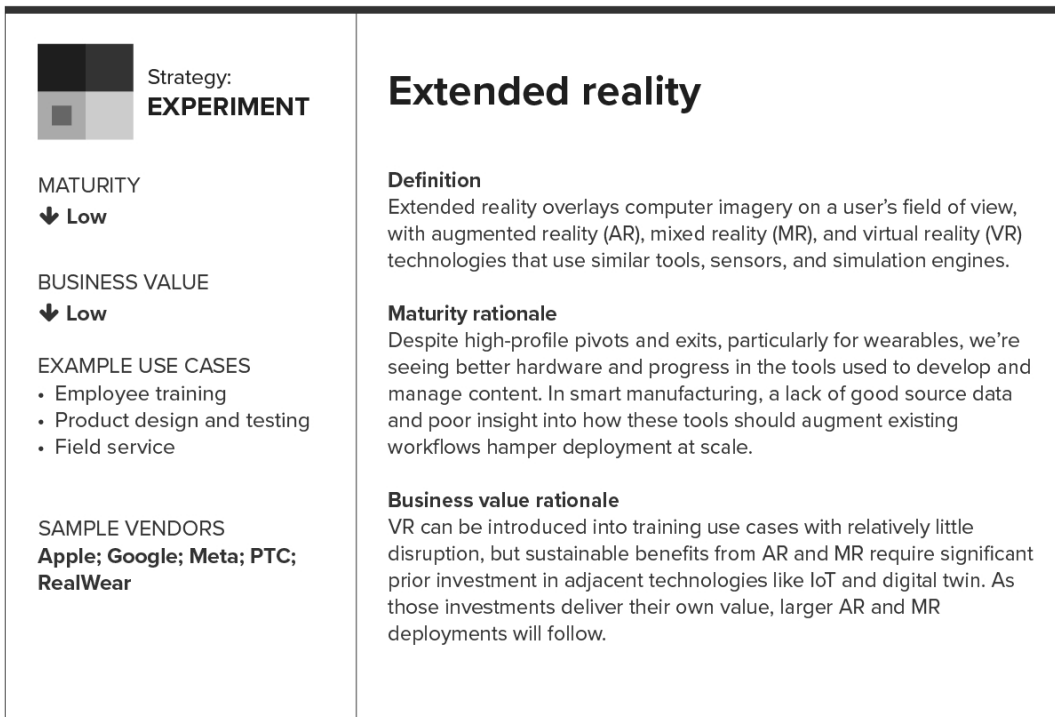 Strategy:
EXPERIMENT
MATURITY
Low
BUSINESS VALUE
Low
EXAMPLE USE CASES
• Employee training
• Product design and testing
• Field service
SAMPLE VENDORS
Apple; Google; Meta; PTC;
RealWear
Extended reality
Definition
Extended reality overlays computer imagery on a user’s field of view,
with augmented reality (AR), mixed reality (MR), and virtual reality (VR)
technologies that use similar tools, sensors, and simulation engines.
Maturity rationale
Despite high-profile pivots and exits, particularly for wearables, we’re
seeing better hardware and progress in the tools used to develop and
manage content. In smart manufacturing, a lack of good source data
and poor insight into how these tools should augment existing
workflows hamper deployment at scale.
Business value rationale
VR can be introduced into training use cases with relatively little
disruption, but sustainable benefits from AR and MR require significant
prior investment in adjacent technologies like IoT and digital twin. As
those investments deliver their own value, larger AR and MR
deployments will follow.